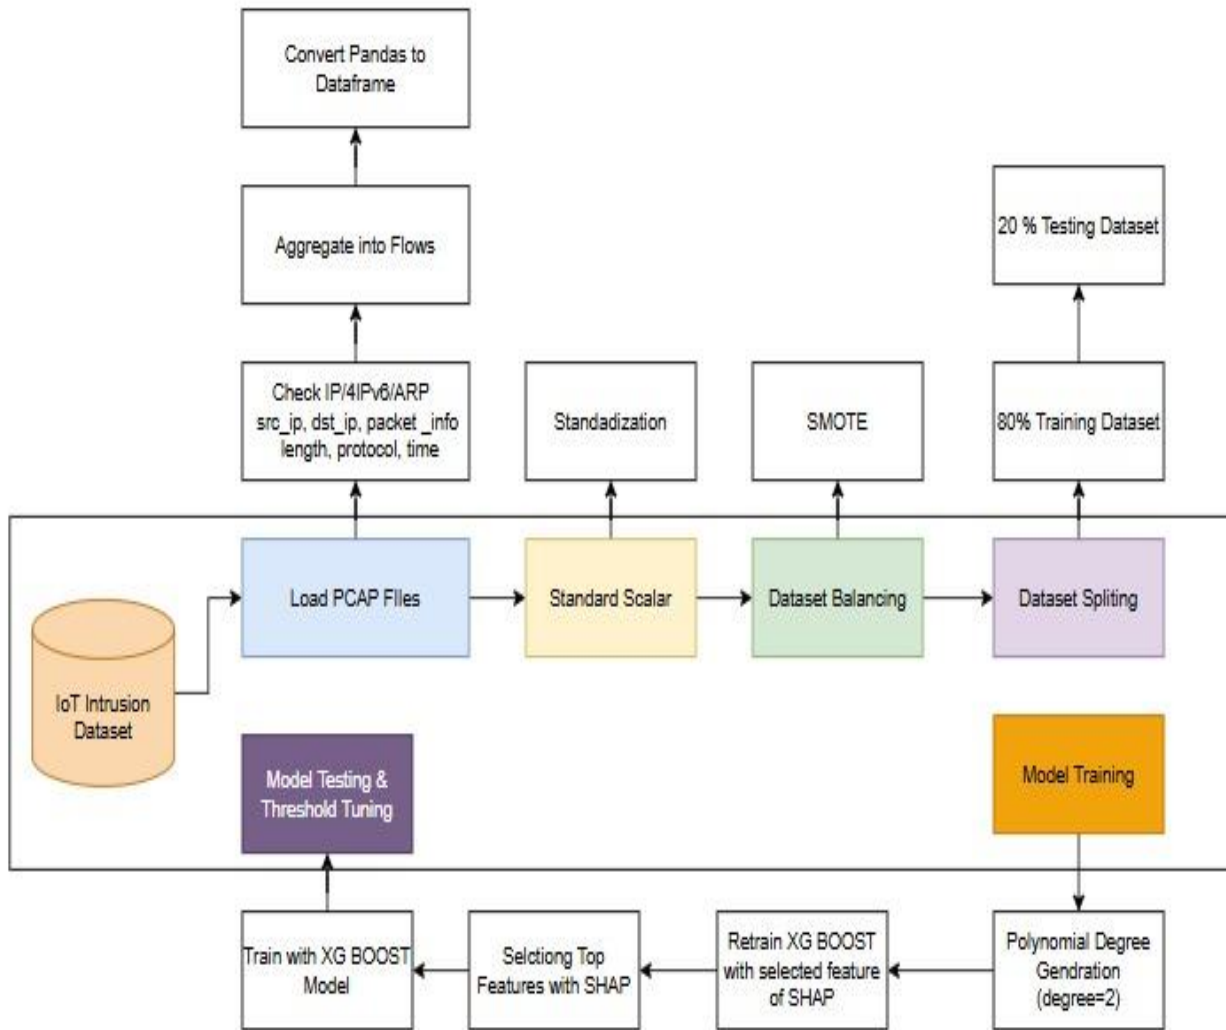 Convert Pandas to
Dataframe
Aggregate into Flows
20 % Testing Dataset
Check IP/4IPv6/ARP
src_ip, dst_ip, packet _info
length, protocol, time
Standadization
SMOTE
80% Training Dataset
Load PCAP FIles
Standard Scalar
Dataset Balancing
Dataset Spliting
IoT Intrusion
Dataset
Model Testing &
Threshold Tuning
Model Training
Train with XG BOOST
Model
Selctiong Top
Features with SHAP
Retrain XG BOOST
with selected feature
of SHAP
Polynomial Degree
Gendration
(degree=2)